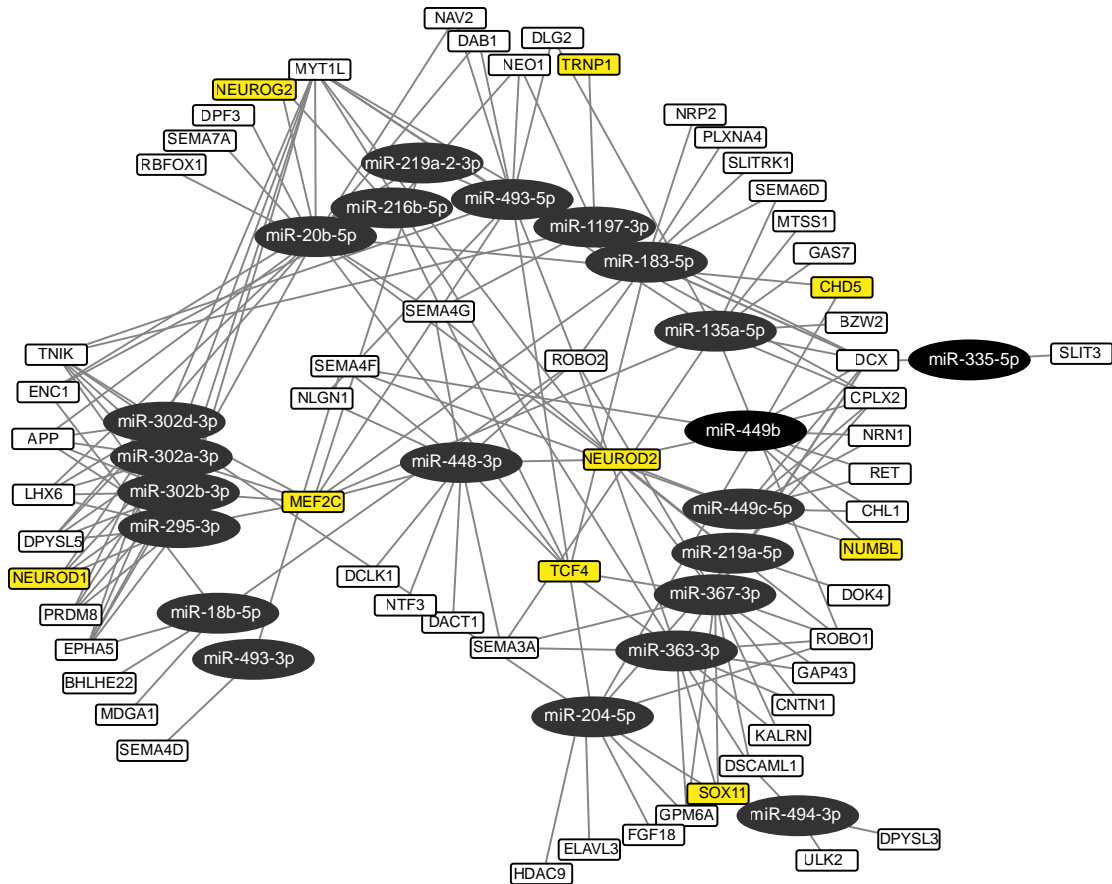 NAV2
DAB1
DLG2
NEO1
TRNP1
MYT1L
NEUROG2
DPF3
SEMA7A
RBFOX1
NRP2
PLXNA4
SLITRK1
SEMA6D
MTSS1
GAS7
CHD5
BZW2
miR-219a-2-3p
miR-216b-5p
miR-493-5p
miR-20b-5p
miR-1197-3p
miR-183-5p
SEMA4G
miR-135a-5p
TNIK
SEMA4F
ROBO2
DCX
miR-335-5p
SLIT3
ENC1
NLGN1
CPLX2
miR-302d-3p
miR-449b
APP
NRN1
miR-302a-3p
miR-448-3p
NEUROD2
RET
LHX6
miR-302b-3p
MEF2C
miR-449c-5p
CHL1
miR-295-3p
DPYSL5
miR-219a-5p
NUMBL
NEUROD1
DCLK1
TCF4
miR-367-3p
DOK4
PRDM8
miR-18b-5p
NTF3
DACT1
EPHA5
SEMA3A
miR-363-3p
ROBO1
miR-493-3p
GAP43
BHLHE22
CNTN1
MDGA1
miR-204-5p
KALRN
SEMA4D
DSCAML1
SOX11
GPM6A
miR-494-3p
FGF18
DPYSL3
ELAVL3
ULK2
HDAC9